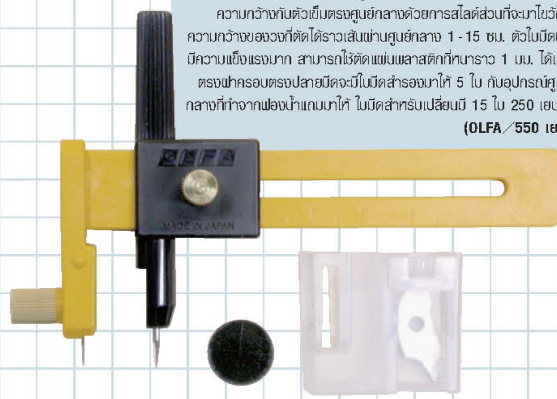 ความกว้างกับตัวเข็มตรงศูนย์กลางด้วยการสไลด์ส่วนที่จะมาไขวั
ความกว้างของวงที่ตัดได้ราวเส้นผ่านศูนย์กลาง 1 - 15 ซม. ตัวใบมีด
มีความแข็งแรงมาก สามารถใช้ตัดแผ่นพลาสติกที่หนาราว 1 มม. ได้
ตรงฝาครอบตรงปลายมีดจะมีใบมีดสำรองมาให้ 5 ใบ กับอุปกรณ์
กลางที่ทำจากฟองน้ำแถมมาให้ ใบมีดสำหรับเปลี่ยนมี 15 ใบ 250 เยน
(OLFA/550 เย
OLFA
MADE IN JAPAN